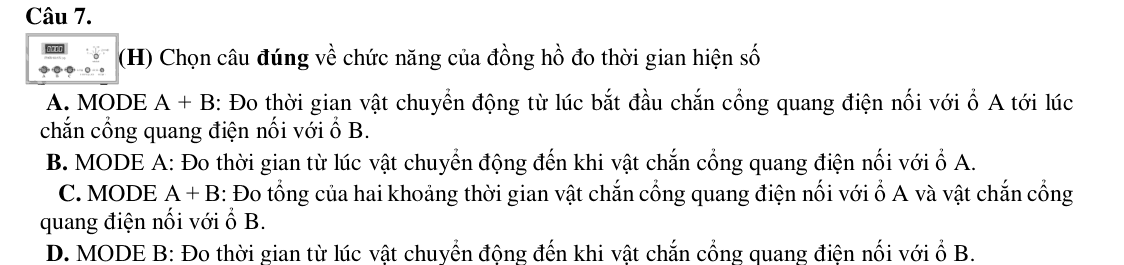 Câu 7.
(H) Chọn câu đúng về chức năng của đồng hồ đo thời gian hiện số
A. MODE A + B: Đo thời gian vật chuyển động từ lúc bắt đầu chắn cổng quang điện nối với ổ A tới lúc
chắn cổng quang điện nối với ổ B.
B. MODE A: Đo thời gian từ lúc vật chuyển động đến khi vật chắn cổng quang điện nối với ổ A.
C. MODE A + B: Đo tổng của hai khoảng thời gian vật chắn cổng quang điện nối với ổ A và vật chắn cổng
quang điện nối với ổ B.
D. MODE B: Đo thời gian từ lúc vật chuyển động đến khi vật chắn cổng quang điện nối với ổ B.